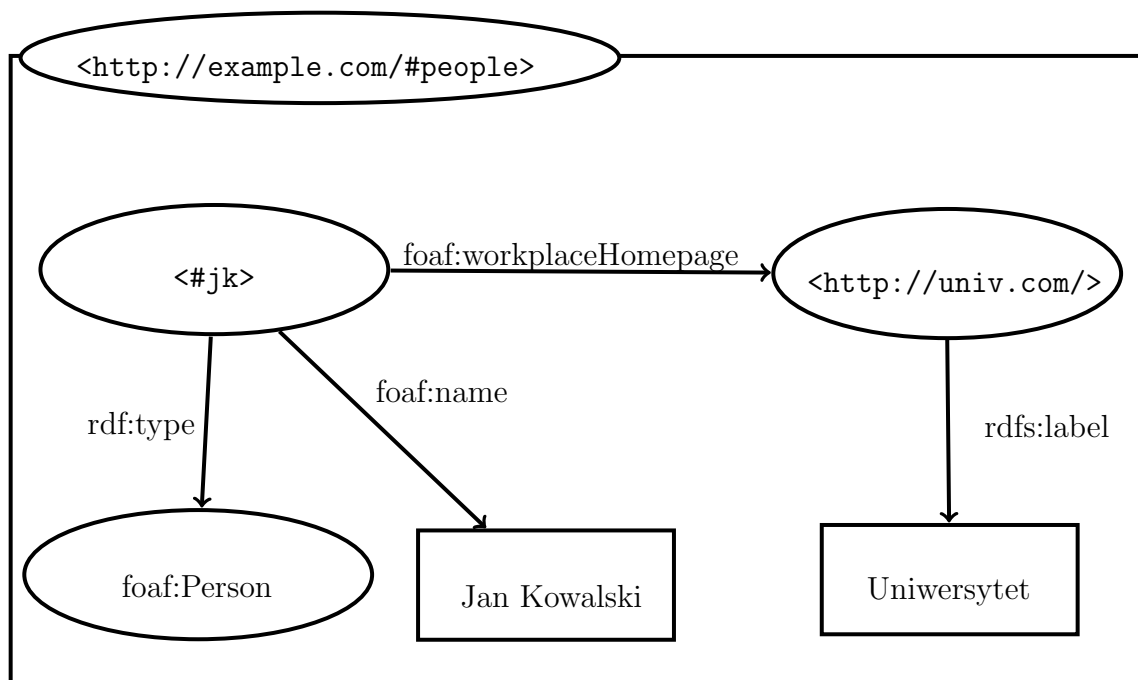 <http://example.com/#people>
foaf:workplaceHomepage
<#jk>
<http://univ.com/>
foaf:name
rdf:type
rdfs:label
foaf:Person
Jan Kowalski
Uniwersytet